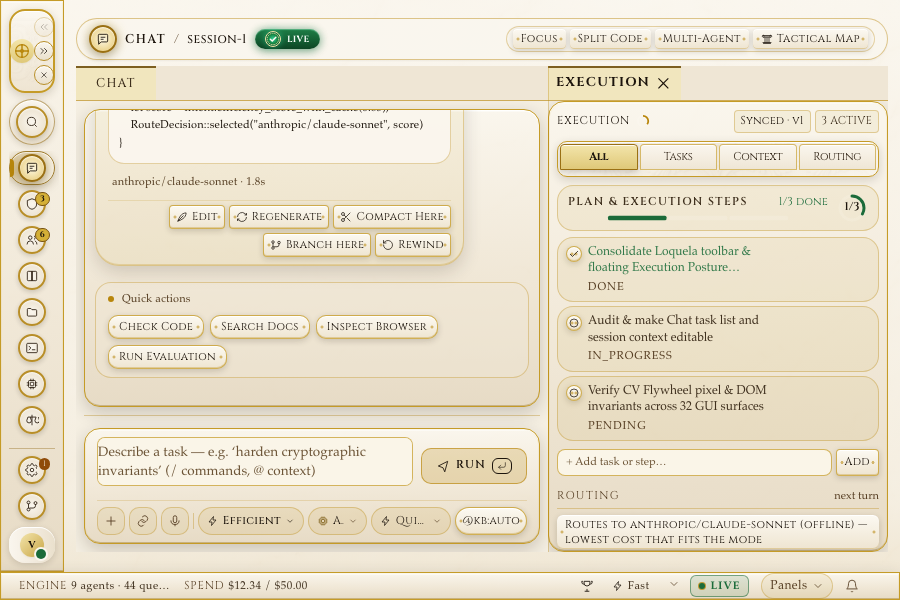 CHAT / SESSION-1 LIVE
FOCUS SPLIT CODE MULTI-AGENT TACTICAL MAP
CHAT
EXECUTION
RouteDecision::selected("anthropic/claude-sonnet", score)
}
anthropic/claude-sonnet · 1.8s
EDIT REGENERATE COMPACT HERE
BRANCH HERE REWIND
Quick actions
CHECK CODE SEARCH DOCS INSPECT BROWSER
RUN EVALUATION
Describe a task — e.g. ‘harden cryptographic
invariants’ (/ commands, @ context)
RUN
EFFICIENT A. QUI… KB:AUTO
EXECUTION SYNCED · V1 3 ACTIVE
ALL TASKS CONTEXT ROUTING
PLAN & EXECUTION STEPS 1/3 DONE 1/3
Consolidate Loquela toolbar &
floating Execution Posture…
DONE
Audit & make Chat task list and
session context editable
IN_PROGRESS
Verify CV Flywheel pixel & DOM
invariants across 32 GUI surfaces
PENDING
+ Add task or step… ADD
ROUTING next turn
ROUTES TO ANTHROPIC/CLAUDE-SONNET (OFFLINE) —
LOWEST COST THAT FITS THE MODE
3
6
1
V
ENGINE 9 agents · 44 que… SPEND $12.34 / $50.00 Fast LIVE Panels